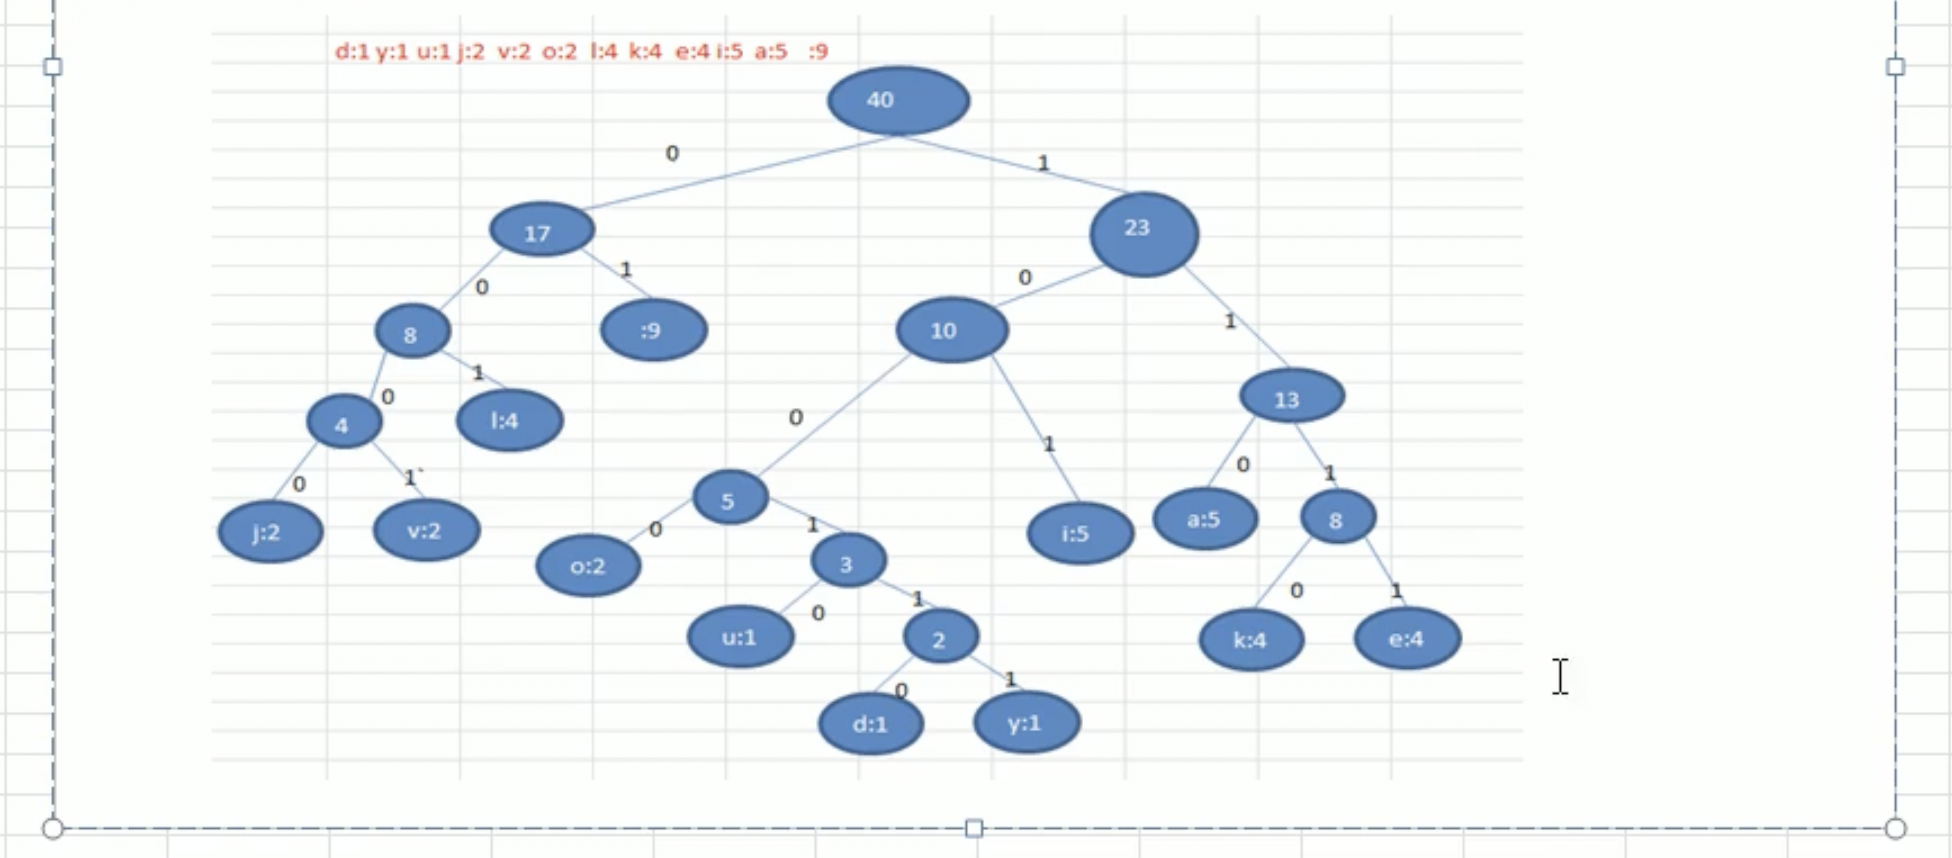 d:1 y:1 u:1 j:2 v:2 o:2 l:4 k:4 e:4 i:5 a:5 :9
40
0 1
17 23
0 1 0 1
8 :9 10
0 1 0 1 13
4 l:4 0 1
0 1` 5 i:5 a:5 8
j:2 v:2 0 1 0 1
o:2 3 k:4 e:4
0 1
u:1 2
0 1
d:1 y:1